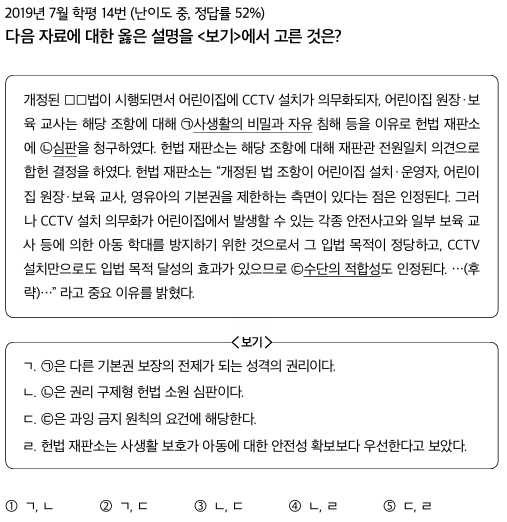 2019년 7월 학평 14번 (난이도 중, 정답률 52%)
다음 자료에 대한 옳은 설명을 <보기>에서 고른 것은?
개정된 □□법이 시행되면서 어린이집에 CCTV 설치가 의무화되자, 어린이집 원장·보
육 교사는 해당 조항에 대해 ㉠사생활의 비밀과 자유 침해 등을 이유로 헌법 재판소
에 ㉡심판을 청구하였다. 헌법 재판소는 해당 조항에 대해 재판관 전원일치 의견으로
합헌 결정을 하였다. 헌법 재판소는 “개정된 법 조항이 어린이집 설치·운영자, 어린이
집 원장·보육 교사, 영유아의 기본권을 제한하는 측면이 있다는 점은 인정된다. 그러
나 CCTV 설치 의무화가 어린이집에서 발생할 수 있는 각종 안전사고와 일부 보육 교
사 등에 의한 아동 학대를 방지하기 위한 것으로서 그 입법 목적이 정당하고, CCTV
설치만으로도 입법 목적 달성의 효과가 있으므로 ㉢수단의 적합성도 인정된다. …(후
략)…” 라고 중요 이유를 밝혔다.
<보기>
ㄱ. ㉠은 다른 기본권 보장의 전제가 되는 성격의 권리이다.
ㄴ. ㉡은 권리 구제형 헌법 소원 심판이다.
ㄷ. ㉢은 과잉 금지 원칙의 요건에 해당한다.
ㄹ. 헌법 재판소는 사생활 보호가 아동에 대한 안전성 확보보다 우선한다고 보았다.
① ㄱ, ㄴ ② ㄱ, ㄷ ③ ㄴ, ㄷ ④ ㄴ, ㄹ ⑤ ㄷ, ㄹ